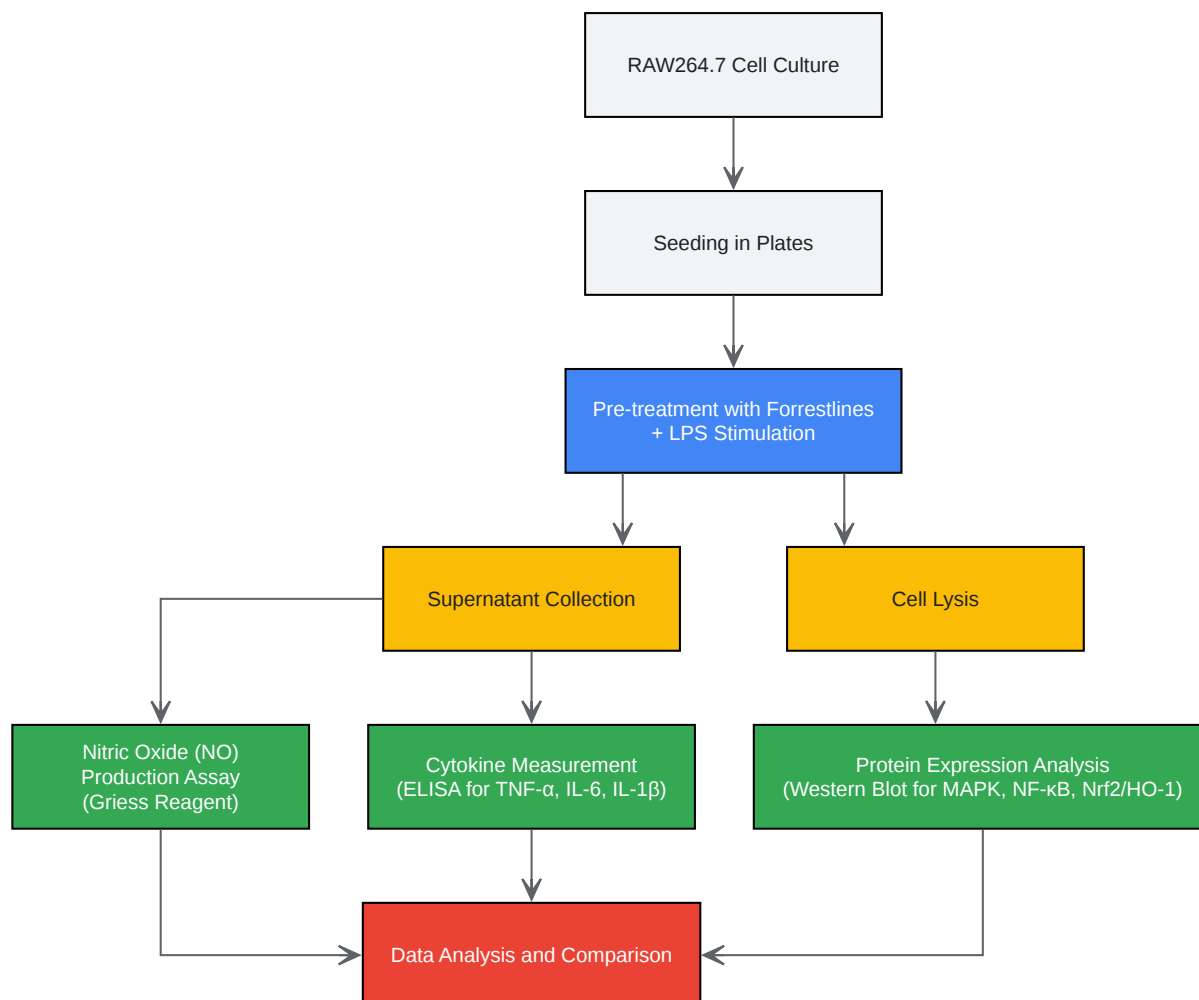 RAW264.7 Cell Culture
Seeding in Plates
Pre-treatment with Forrestlines
+ LPS Stimulation
Supernatant Collection
Cell Lysis
Nitric Oxide (NO)
Production Assay
(Griess Reagent)
Cytokine Measurement
(ELISA for TNF-α, IL-6, IL-1β)
Protein Expression Analysis
(Western Blot for MAPK, NF-κB, Nrf2/HO-1)
Data Analysis and Comparison